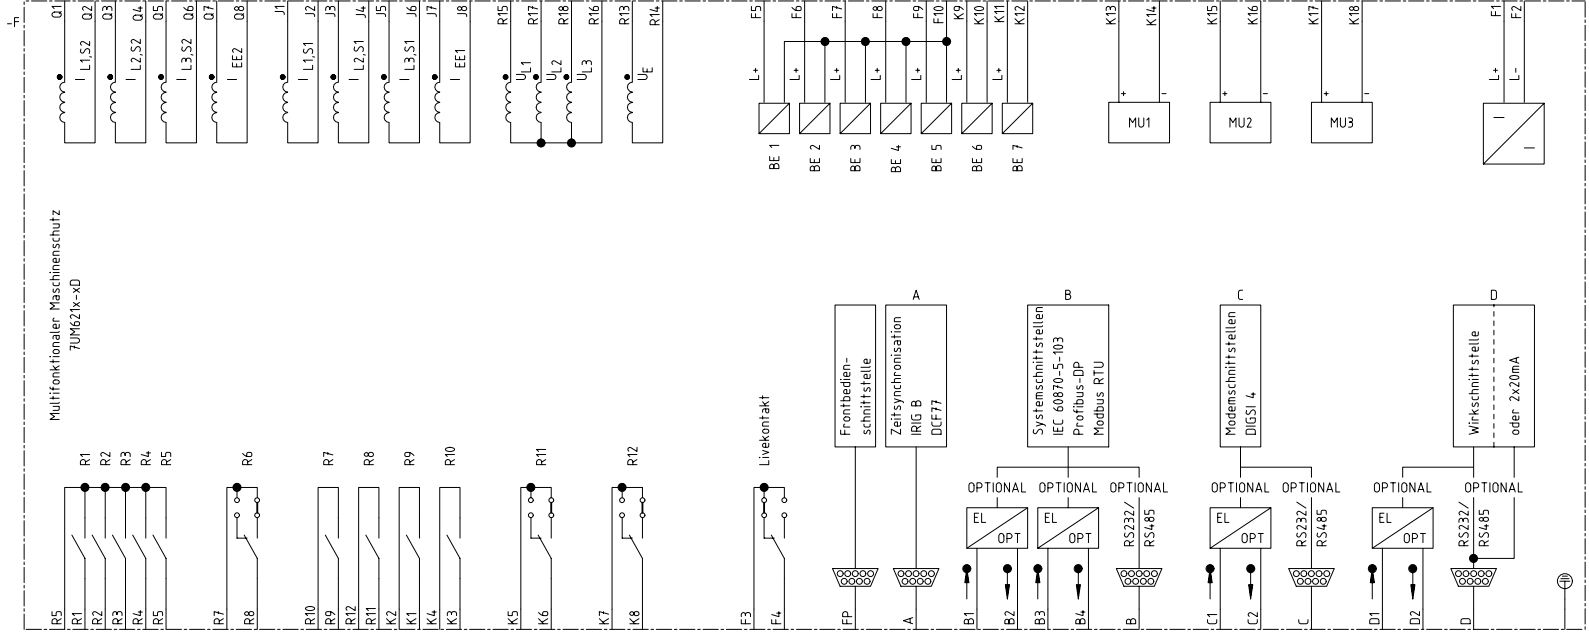 -F
Q1
Q2
Q3
Q4
Q5
Q6
Q7
Q8
J1
J2
J3
J4
J5
J6
J7
J8
R15
R17
R18
R16
R13
R14
F5
F6
F7
F8
F9
F10
K9
K10
K11
K12
K13
K14
K15
K16
K17
K18
F1
F2
I L1,S2
I L2,S2
I L3,S2
I EE2
I L1,S1
I L2,S1
I L3,S1
I EE1
UL1
UL2
UL3
UE
L+
L+
L+
L+
L+
L+
L+
L+
L-
+
-
+
-
+
-
MU1
MU2
MU3
BE 1
BE 2
BE 3
BE 4
BE 5
BE 6
BE 7
Multifonktionaler Maschinenschutz
7UM621x-xD
A
B
C
D
Frontbedien-
schnittstelle
Zeitsynchronisation
IRIG B
DCF77
Systemschnittstellen
IEC 60870-5-103
Profibus-DP
Modbus RTU
Modemschnittstellen
DIGSI 4
Wirkschnittstelle
oder 2x20mA
R1
R2
R3
R4
R5
R6
R7
R8
R9
R10
R11
R12
Livekontakt
OPTIONAL
OPTIONAL
OPTIONAL
OPTIONAL
OPTIONAL
OPTIONAL
OPTIONAL
EL
OPT
EL
OPT
RS232/
RS485
EL
OPT
RS232/
RS485
EL
OPT
RS232/
RS485
R5
R1
R2
R3
R4
R5
R7
R8
R10
R9
R12
R11
K2
K1
K4
K3
K5
K6
K7
K8
F3
F4
FP
A
B1
B2
B3
B4
B
C1
C2
C
D1
D2
D